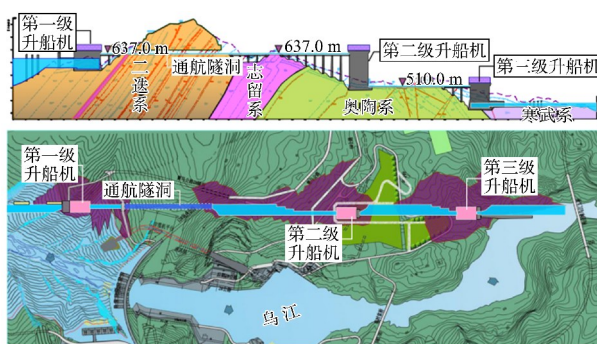 第一级
升船机
637.0 m
二迭系
通航隧洞
志留系
637.0 m
第二级升船机
510.0 m
第三级升船机
奥陶系
寒武系
第一级
升船机
通航隧洞
第二级
升船机
第三级
升船机
乌江